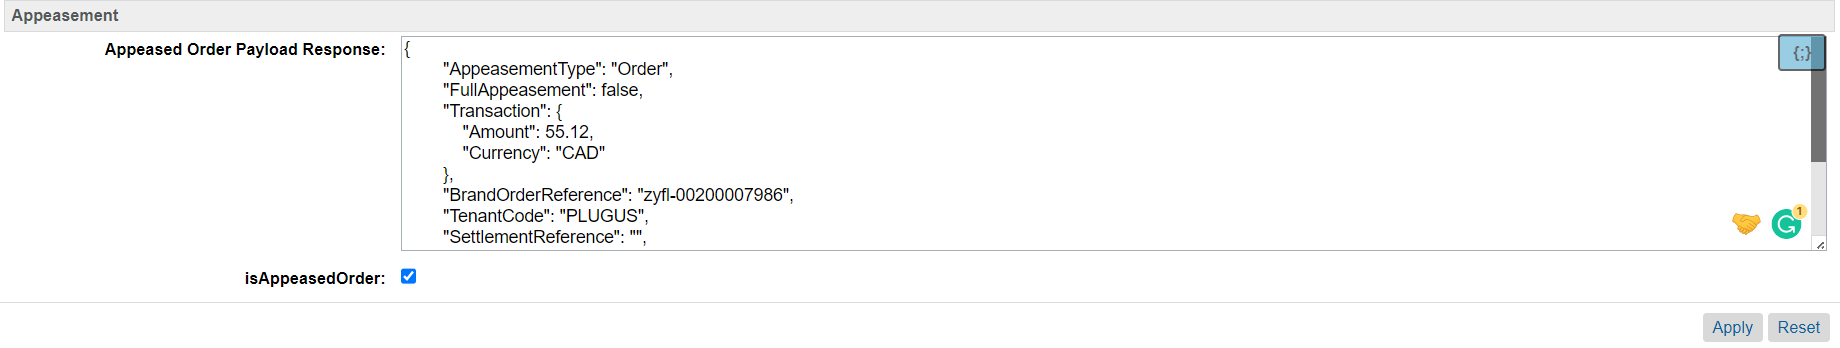 Appeasement
Appeased Order Payload Response:
{
"AppeasementType": "Order",
"FullAppeasement": false,
"Transaction": {
"Amount": 55.12,
"Currency": "CAD"
},
"BrandOrderReference": "zyfl-00200007986",
"TenantCode": "PLUGUS",
"SettlementReference": "",
{;}
1
isAppeasedOrder:
Apply Reset